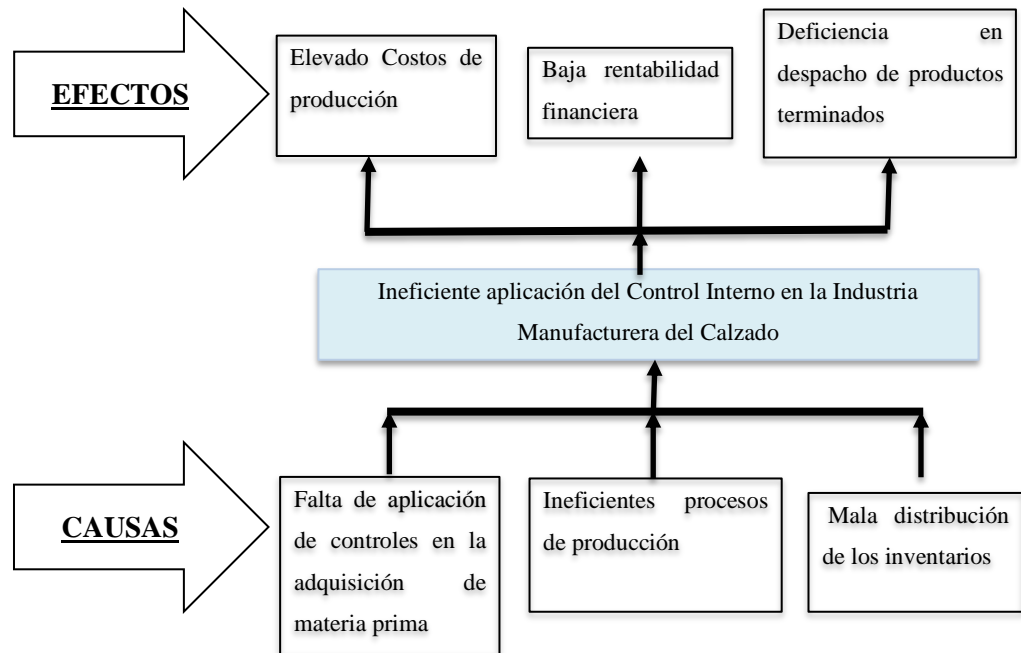 EFECTOS
Elevado Costos de
producción
Baja rentabilidad
financiera
Deficiencia en
despacho de productos
terminados
Ineficiente aplicación del Control Interno en la Industria
Manufacturera del Calzado
CAUSAS
Falta de aplicación
de controles en la
adquisición de
materia prima
Ineficientes procesos
de producción
Mala distribución
de los inventarios